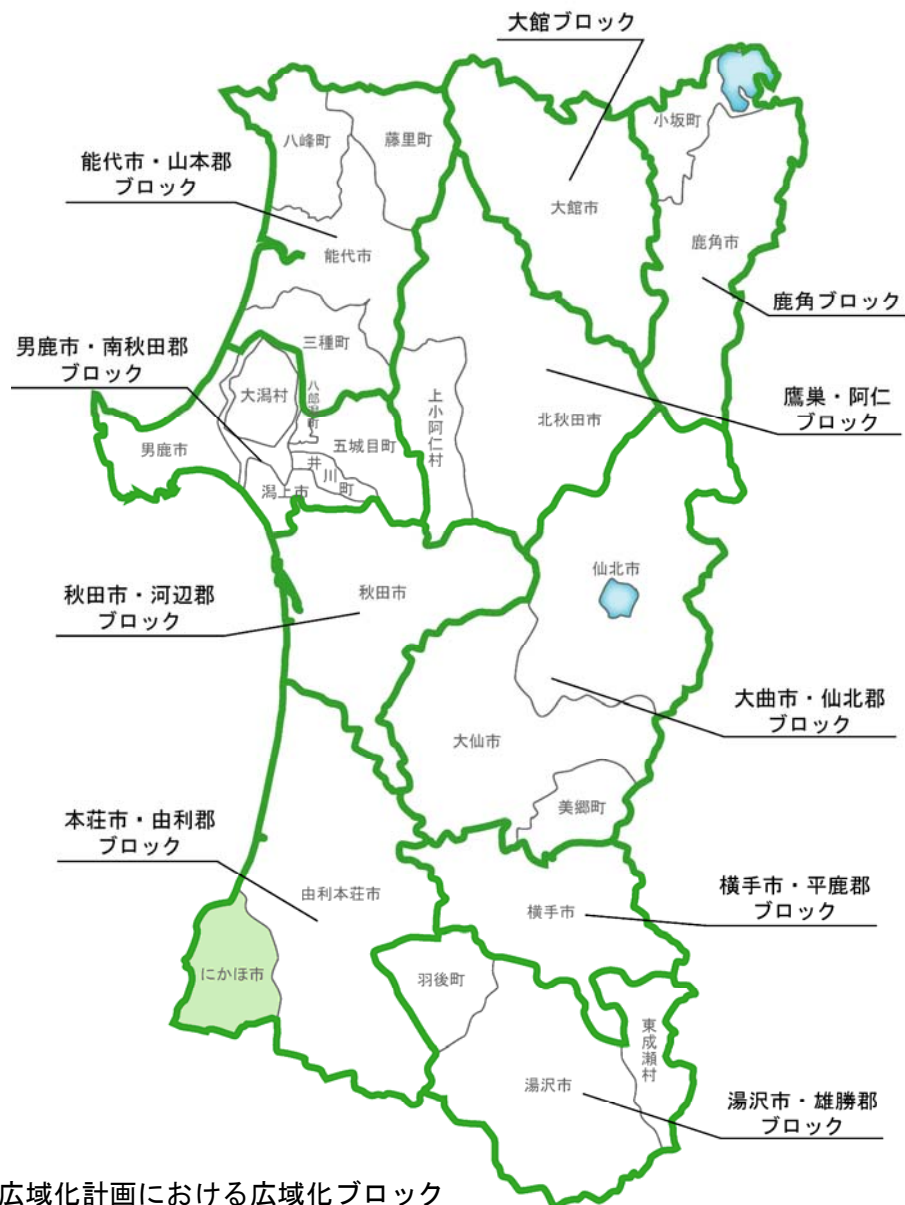 大館ブロック
小坂町
八峰町
藤里町
能代市・山本郡
ブロック
大館市
鹿角市
能代市
鹿角ブロック
男鹿市・南秋田郡
ブロック
三種町
大潟村
八郎潟町
上小阿仁村
鷹巣・阿仁
ブロック
北秋田市
男鹿市
五城目町
井川町
潟上市
仙北市
秋田市・河辺郡
ブロック
秋田市
大曲市・仙北郡
ブロック
大仙市
美郷町
本荘市・由利郡
ブロック
由利本荘市
横手市・平鹿郡
ブロック
横手市
にかほ市
羽後町
東成瀬村
湯沢市
湯沢市・雄勝郡
ブロック
広域化計画における広域化ブロック